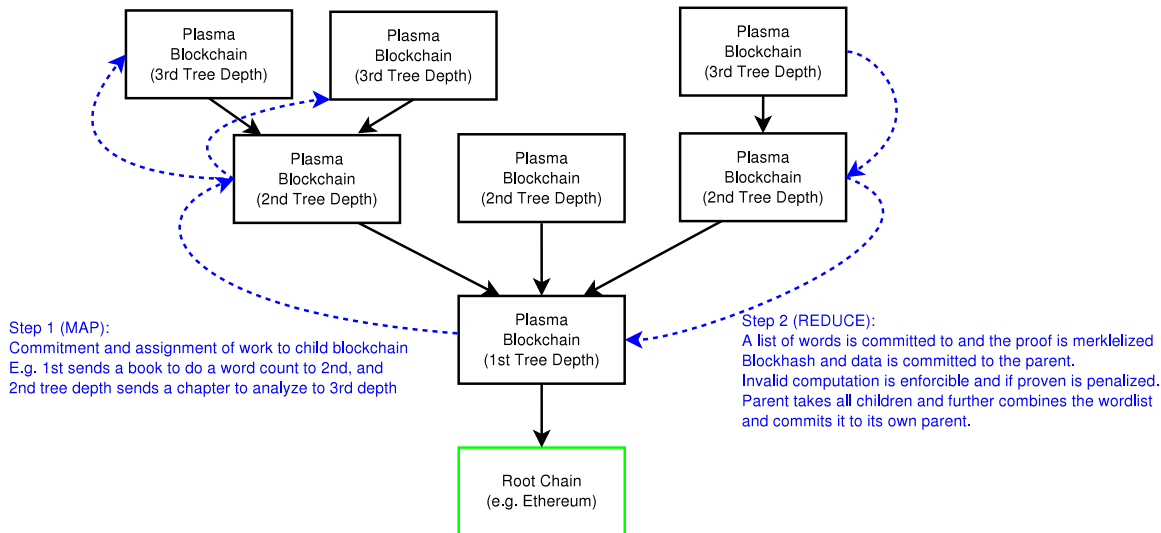 Plasma
Blockchain
(3rd Tree Depth)
Plasma
Blockchain
(3rd Tree Depth)
Plasma
Blockchain
(3rd Tree Depth)
Plasma
Blockchain
(2nd Tree Depth)
Plasma
Blockchain
(2nd Tree Depth)
Plasma
Blockchain
(2nd Tree Depth)
Plasma
Blockchain
(1st Tree Depth)
Step 1 (MAP):
Commitment and assignment of work to child blockchain
E.g. 1st sends a book to do a word count to 2nd, and
2nd tree depth sends a chapter to analyze to 3rd depth
Step 2 (REDUCE):
A list of words is committed to and the proof is merklelized
Blockhash and data is committed to the parent.
Invalid computation is enforcible and if proven is penalized.
Parent takes all children and further combines the wordlist
and commits it to its own parent.
Root Chain
(e.g. Ethereum)